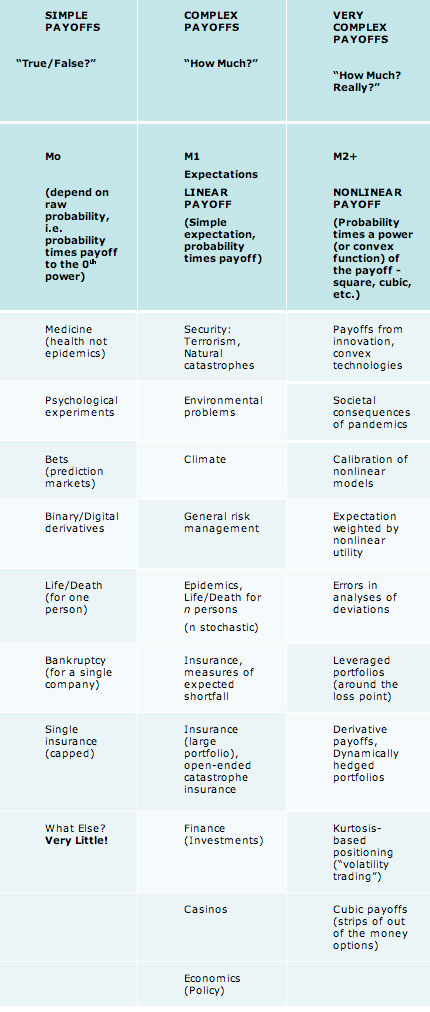 SIMPLE
PAYOFFS
"True/False?"
COMPLEX
PAYOFFS
"How Much?"
VERY
COMPLEX
PAYOFFS
"How Much?
Really?"
Mo
(depend on
raw
probability,
i.e.
probability
times payoff
to the 0th
power)
M1
Expectations
LINEAR
PAYOFF
(Simple
expectation,
probability
times payoff)
M2+
NONLINEAR
PAYOFF
(Probability
times a power
(or convex
function) of
the payoff -
square, cubic,
etc.)
Medicine
(health not
epidemics)
Security:
Terrorism,
Natural
catastrophes
Payoffs from
innovation,
convex
technologies
Psychological
experiments
Environmental
problems
Societal
consequences
of pandemics
Bets
(prediction
markets)
Climate
Calibration of
nonlinear
models
Binary/Digital
derivatives
General risk
management
Expectation
weighted by
nonlinear
utility
Life/Death
(for one
person)
Epidemics,
Life/Death for
n persons
(n stochastic)
Errors in
analyses of
deviations
Bankruptcy
(for a single
company)
Insurance,
measures of
expected
shortfall
Leveraged
portfolios
(around the
loss point)
Single
insurance
(capped)
Insurance
(large
portfolio),
open-ended
catastrophe
insurance
Derivative
payoffs,
Dynamically
hedged
portfolios
What Else?
Very Little!
Finance
(Investments)
Kurtosis-
based
positioning
("volatility
trading")
Casinos
Cubic payoffs
(strips of out
of the money
options)
Economics
(Policy)